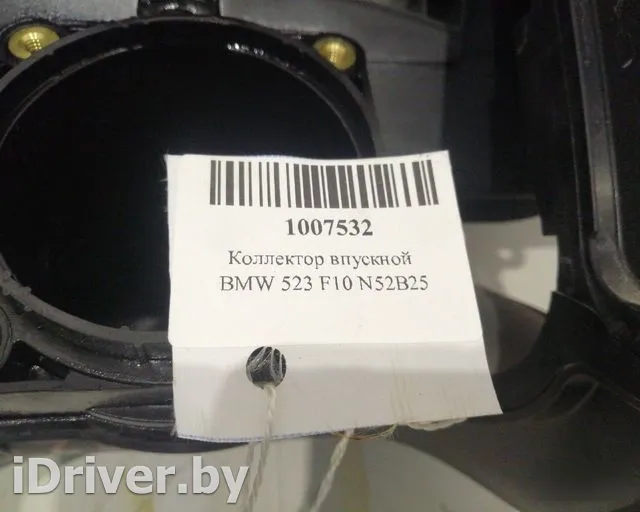 1007532
Коллектор впускной
BMW 523 F10 N52B25
iDriver.by